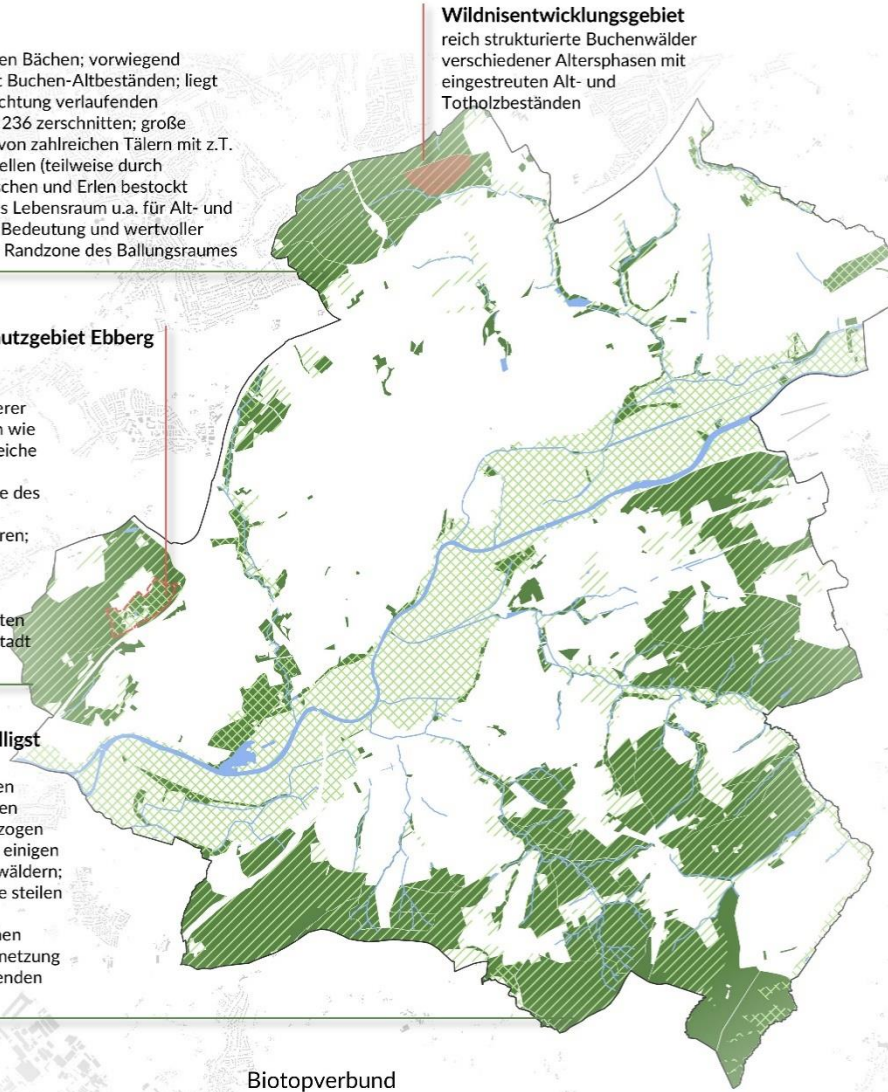 Wildnisentwicklungsgebiet
reich strukturierte Buchenwälder
verschiedener Altersphasen mit
eingestreuten Alt- und
Totholzbeständen
en Bächen; vorwiegend
t Buchen-Altbeständen; liegt
chtung verlaufenden
236 zerschnitten; große
von zahlreichen Tälern mit z.T.
ellen (teilweise durch
schen und Erlen bestockt
s Lebensraum u.a. für Alt- und
Bedeutung und wertvoller
Randzone des Ballungsraumes
utzgebiet Ebberg
erer
n wie
eiche
e des
ren;
ten
tadt
lligst
en
en
zogen
einigen
wäldern;
e steilen
nen
netzung
enden
Biotopverbund